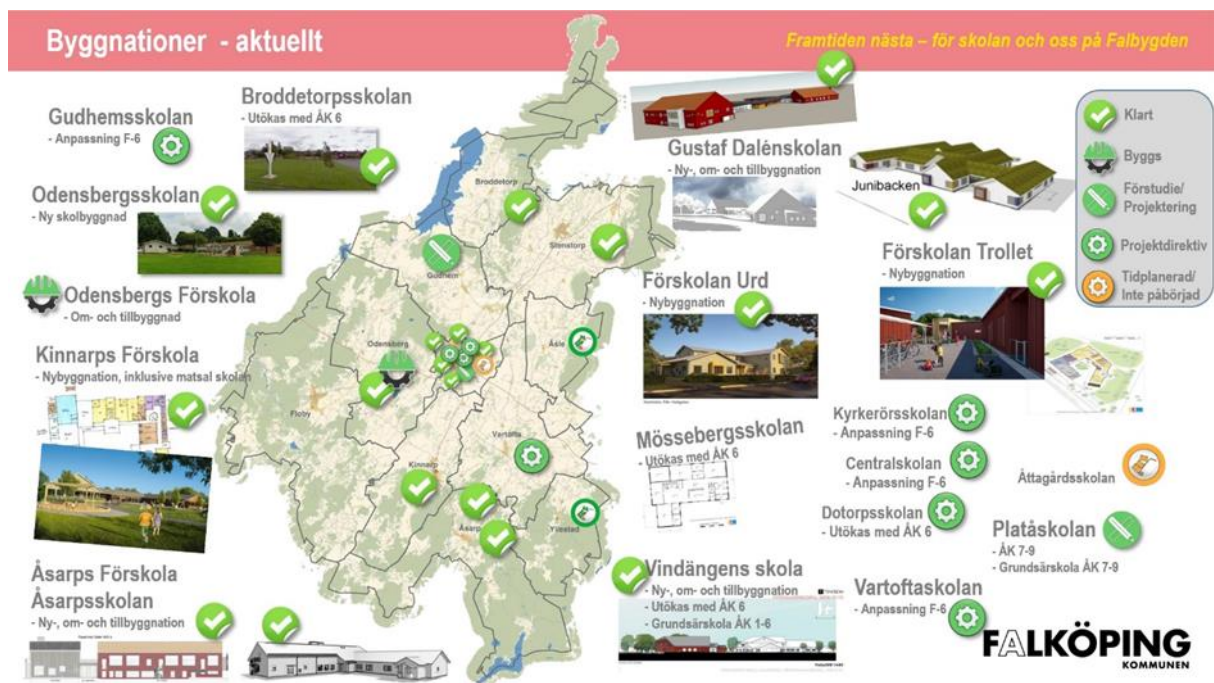 Byggnationer - aktuellt
Framtiden nästa – för skolan och oss på Falbygden
Gudhemsskolan
- Anpassning F-6
Broddetorpsskolan
- Utökas med ÅK 6
Odensbergsskolan
- Ny skolbyggnad
Odensbergs Förskola
- Om- och tillbyggnad
Kinnarps Förskola
- Nybyggnation, inklusive matsal skolan
Åsarps Förskola
Åsarpsskolan
- Ny-, om- och tillbyggnation
Broddetorp
Stenstorp
Gudhem
Odensberg
Åsle
Floby
Vartofta
Kinnarp
Åsarp
Yllestad
Gustaf Dalénskolan
- Ny-, om- och tillbyggnation
Förskolan Urd
- Nybyggnation
Mössebergsskolan
- Utökas med ÅK 6
Vindängens skola
- Ny-, om- och tillbyggnation
- Utökas med ÅK 6
- Grundsärskola ÅK 1-6
Junibacken
Förskolan Trollet
- Nybyggnation
Kyrkerörsskolan
- Anpassning F-6
Centralskolan
- Anpassning F-6
Dotorpsskolan
- Utökas med ÅK 6
Åttagårdsskolan
Platåskolan
- ÅK 7-9
- Grundsärskola ÅK 7-9
Vartoftaskolan
- Anpassning F-6
Klart
Byggs
Förstudie/
Projektering
Projektdirektiv
Tidplanerad/
Inte påbörjad
FALKÖPING
KOMMUNEN